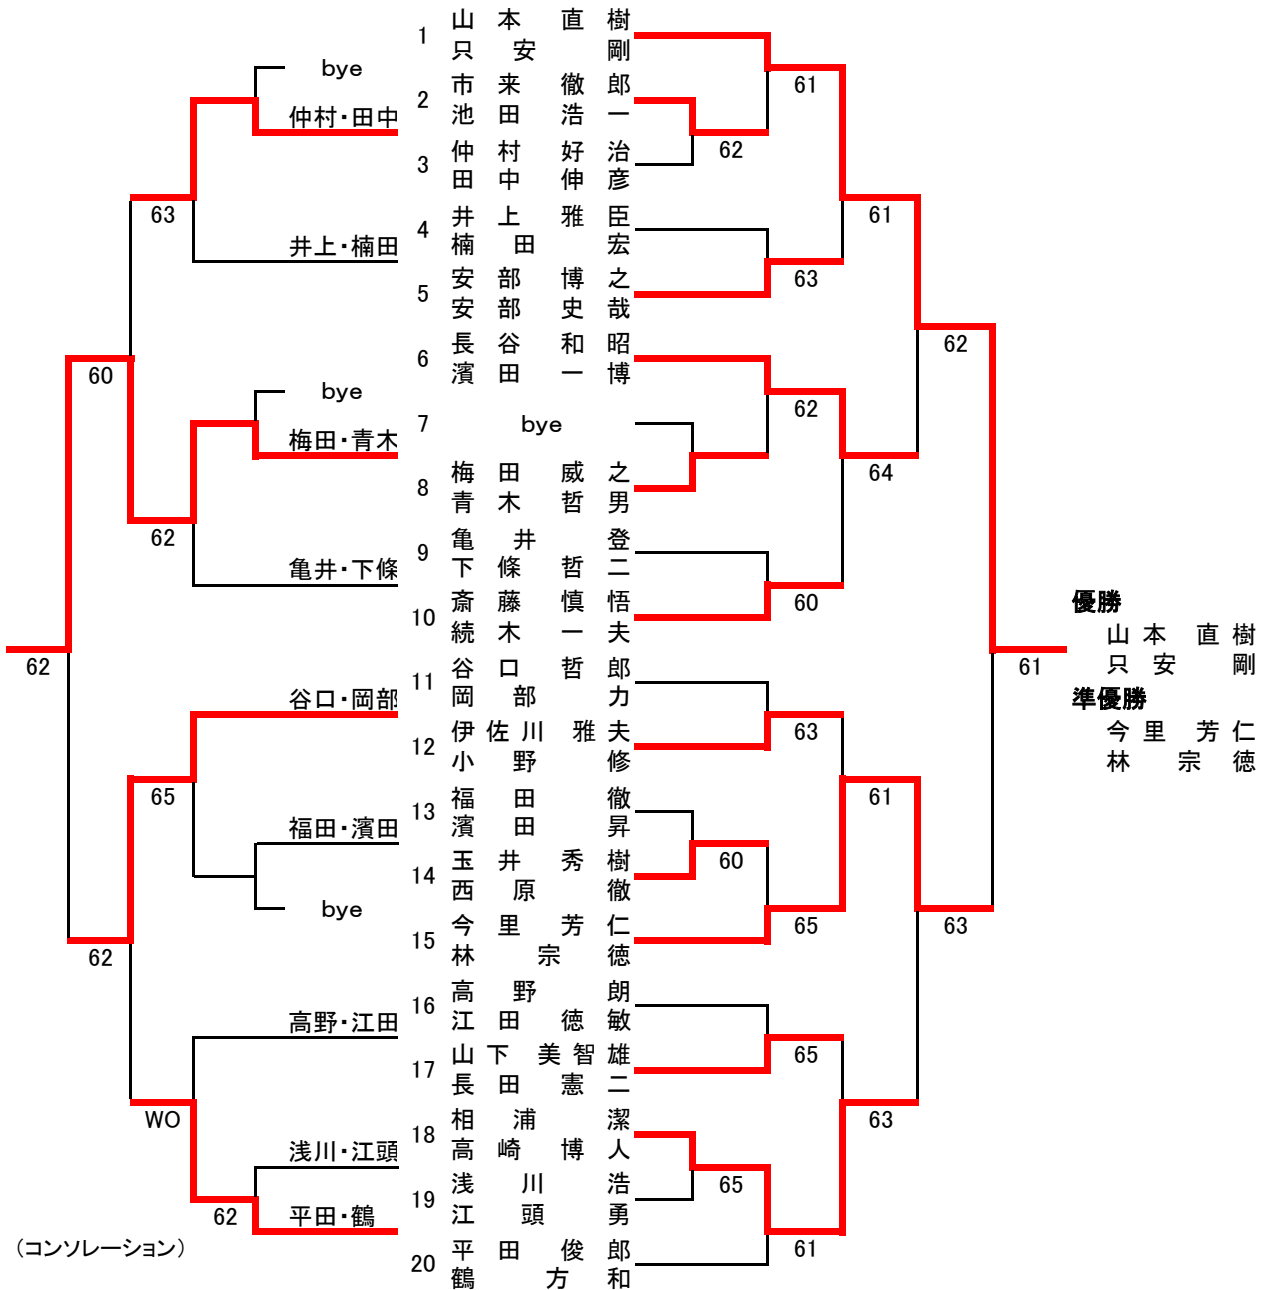 1 山本 直樹
只安 剛
bye
61
2 市来 徹郎
池田 浩一
仲村・田中
62
3 仲村 好治
田中 伸彦
63
61
4 井上 雅臣
楠田 宏
井上・楠田
63
5 安部 博之
安部 史哉
6 長谷 和昭
濱田 一博
62
60
bye
62
7 bye
梅田・青木
64
8 梅田 威之
青木 哲男
62
9 亀井 登
下條 哲二
亀井・下條
60
10 斎藤 慎悟
続木 一夫
優勝
山本 直樹
只安 剛
62
61
11 谷口 哲郎
岡部 力
谷口・岡部
準優勝
今里 芳仁
林 宗徳
63
12 伊佐川 雅夫
小野 修
65
61
13 福田 徹
濱田 昇
福田・濱田
60
14 玉井 秀樹
西原 徹
bye
65
63
15 今里 芳仁
林 宗徳
62
16 高野 朗
江田 徳敏
高野・江田
65
17 山下 美智雄
長田 憲二
WO
63
18 相浦 潔
高崎 博人
浅川・江頭
65
19 浅川 浩
江頭 勇
62
平田・鶴
61
(コンソレーション)
20 平田 俊郎
鶴 方和